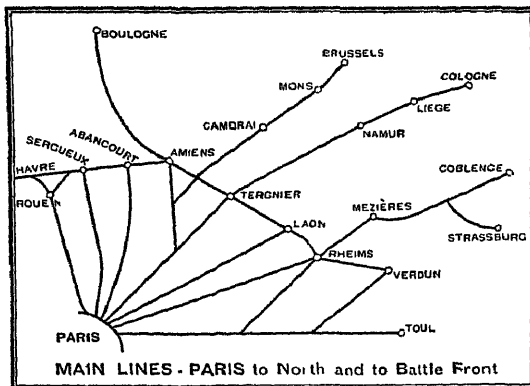 BOULOGNE
BRUSSELS
MONS
COLOGNE
LIEGE
CAMBRAI
NAMUR
ABANCOURT
SERGUEUX
AMIENS
HAVRE
ROUEN
TERGNIER
COBLENCE
MEZIÈRES
LAON
STRASSBURG
RHEIMS
VERDUN
PARIS
TOUL
MAIN LINES - PARIS to North and to Battle Front